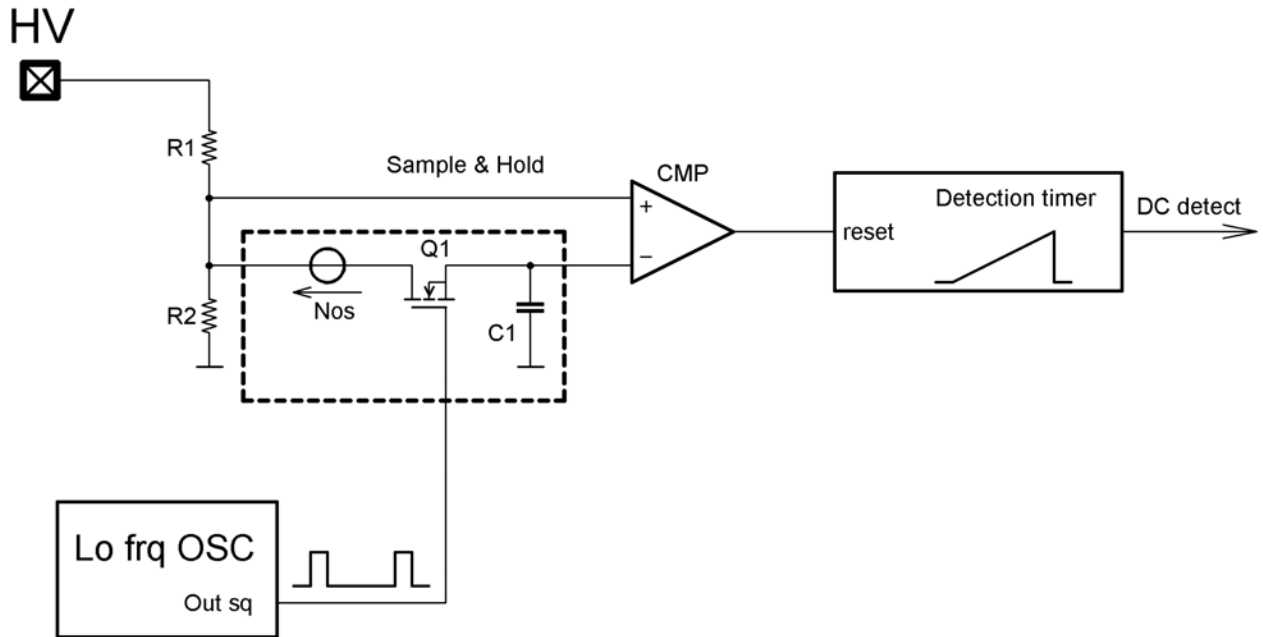 HV
R1
Sample & Hold
CMP
+
−
Detection timer
reset
DC detect
Q1
Nos
R2
C1
Lo frq OSC
Out sq